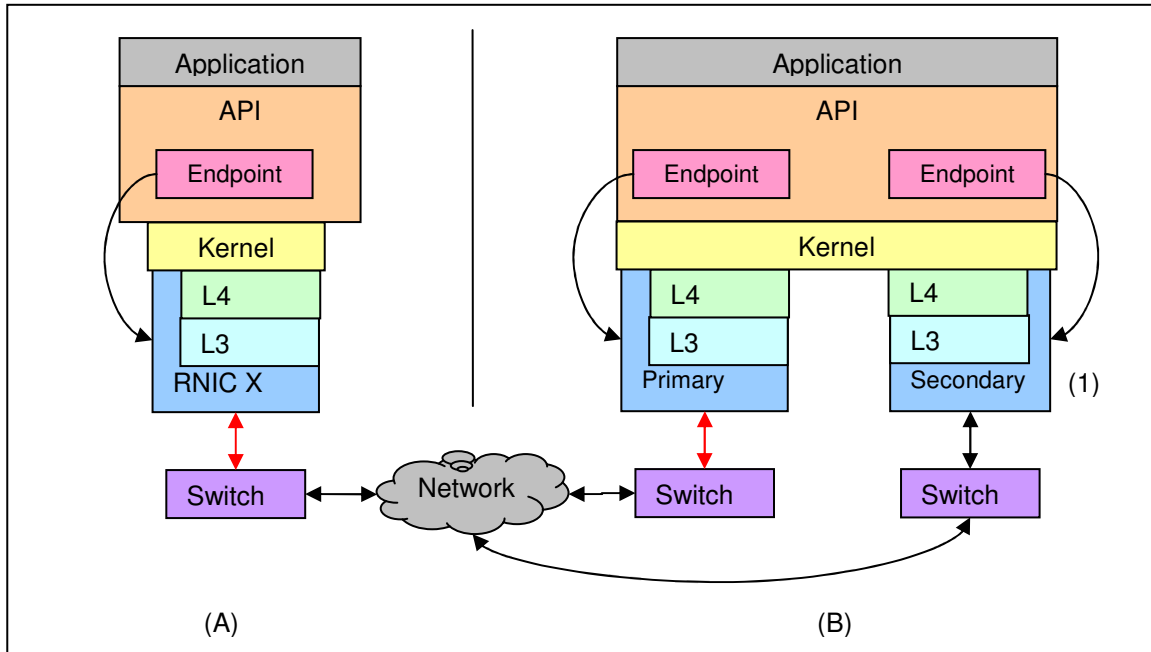 Application
API
Endpoint
Kernel
L4
L3
RNIC X
Switch
(A)
Network
Application
API
Endpoint
Endpoint
Kernel
L4
L4
L3
L3
Primary
Secondary
(1)
Switch
Switch
(B)